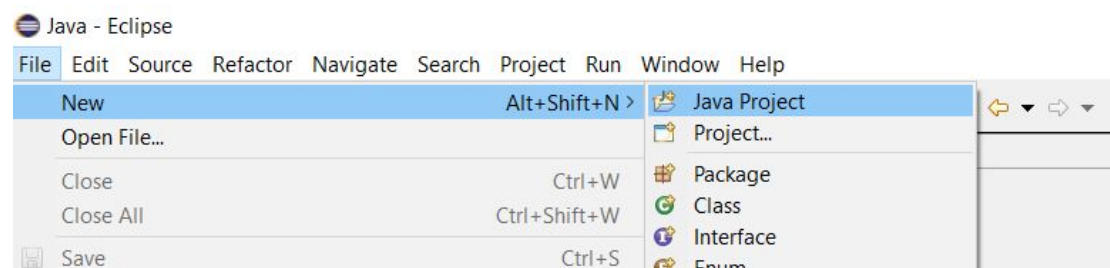 Java - Eclipse
File Edit Source Refactor Navigate Search Project Run Window Help
New Alt+Shift+N > Java Project
Open File... Project...
Close Ctrl+W Package
Close All Ctrl+Shift+W Class
Interface
Save Ctrl+S Enum